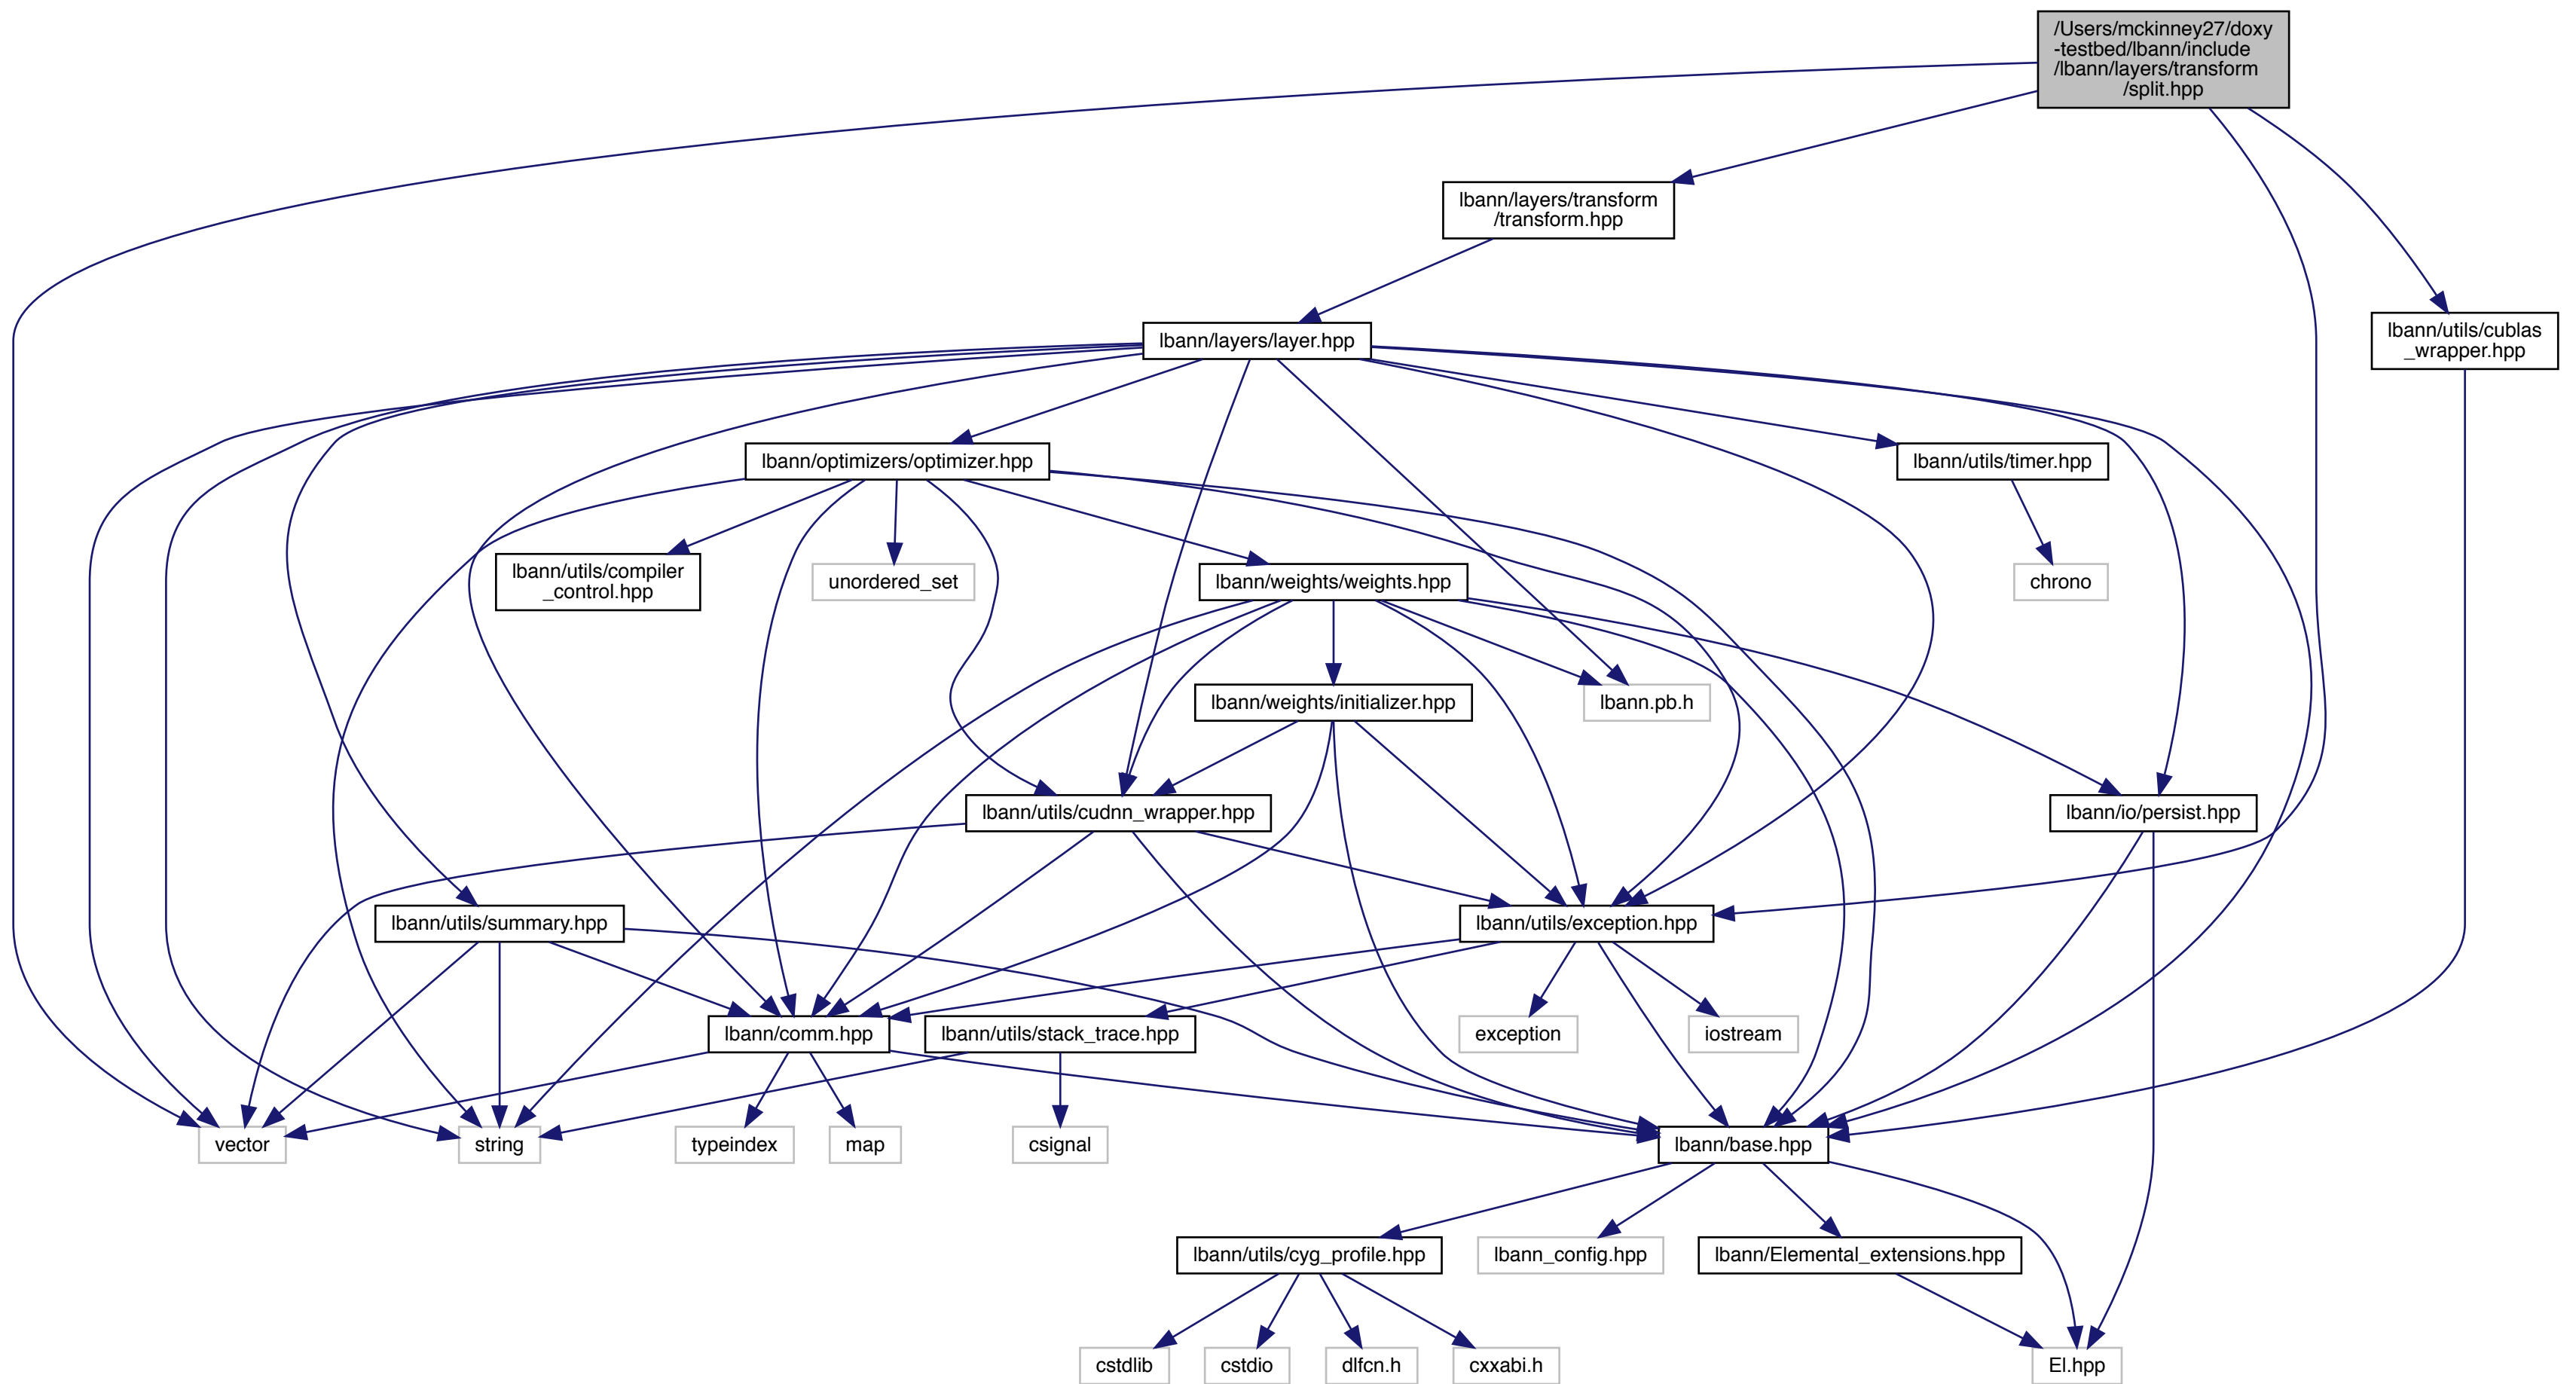 /Users/mckinney27/doxy
-testbed/lbann/include
/lbann/layers/transform
/split.hpp
lbann/layers/transform
/transform.hpp
lbann/layers/layer.hpp
lbann/utils/cublas
_wrapper.hpp
lbann/optimizers/optimizer.hpp
lbann/utils/timer.hpp
lbann/utils/compiler
_control.hpp
unordered_set
lbann/weights/weights.hpp
chrono
lbann/weights/initializer.hpp
lbann.pb.h
lbann/utils/cudnn_wrapper.hpp
lbann/io/persist.hpp
lbann/utils/summary.hpp
lbann/utils/exception.hpp
lbann/comm.hpp
lbann/utils/stack_trace.hpp
exception
iostream
vector
string
typeindex
map
csignal
lbann/base.hpp
lbann/utils/cyg_profile.hpp
lbann_config.hpp
lbann/Elemental_extensions.hpp
cstdlib
cstdio
dlfcn.h
cxxabi.h
El.hpp